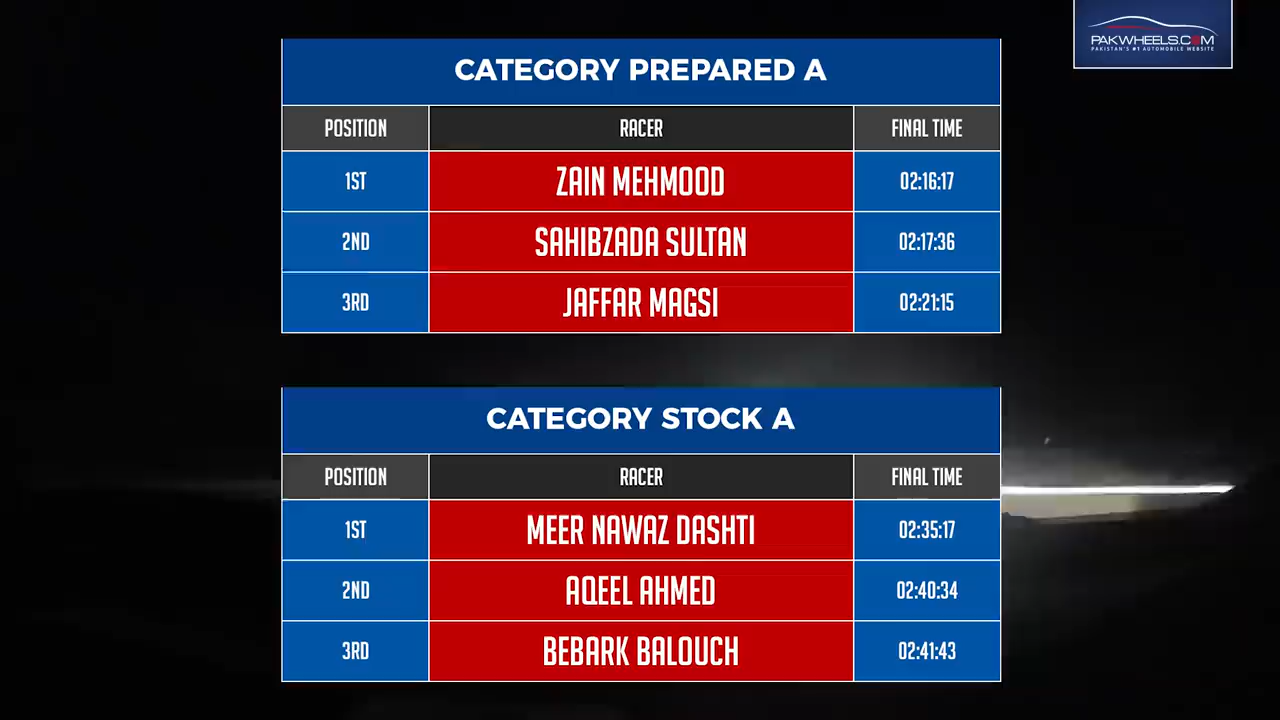 PAKWHEELS.COM
PAKISTAN'S #1 AUTOMOBILE WEBSITE
CATEGORY PREPARED A
POSITION RACER FINAL TIME
1ST ZAIN MEHMOOD 02:16:17
2ND SAHIBZADA SULTAN 02:17:36
3RD JAFFAR MAGSI 02:21:15
CATEGORY STOCK A
POSITION RACER FINAL TIME
1ST MEER NAWAZ DASHTI 02:35:17
2ND AQEEL AHMED 02:40:34
3RD BEBARK BALOUCH 02:41:43